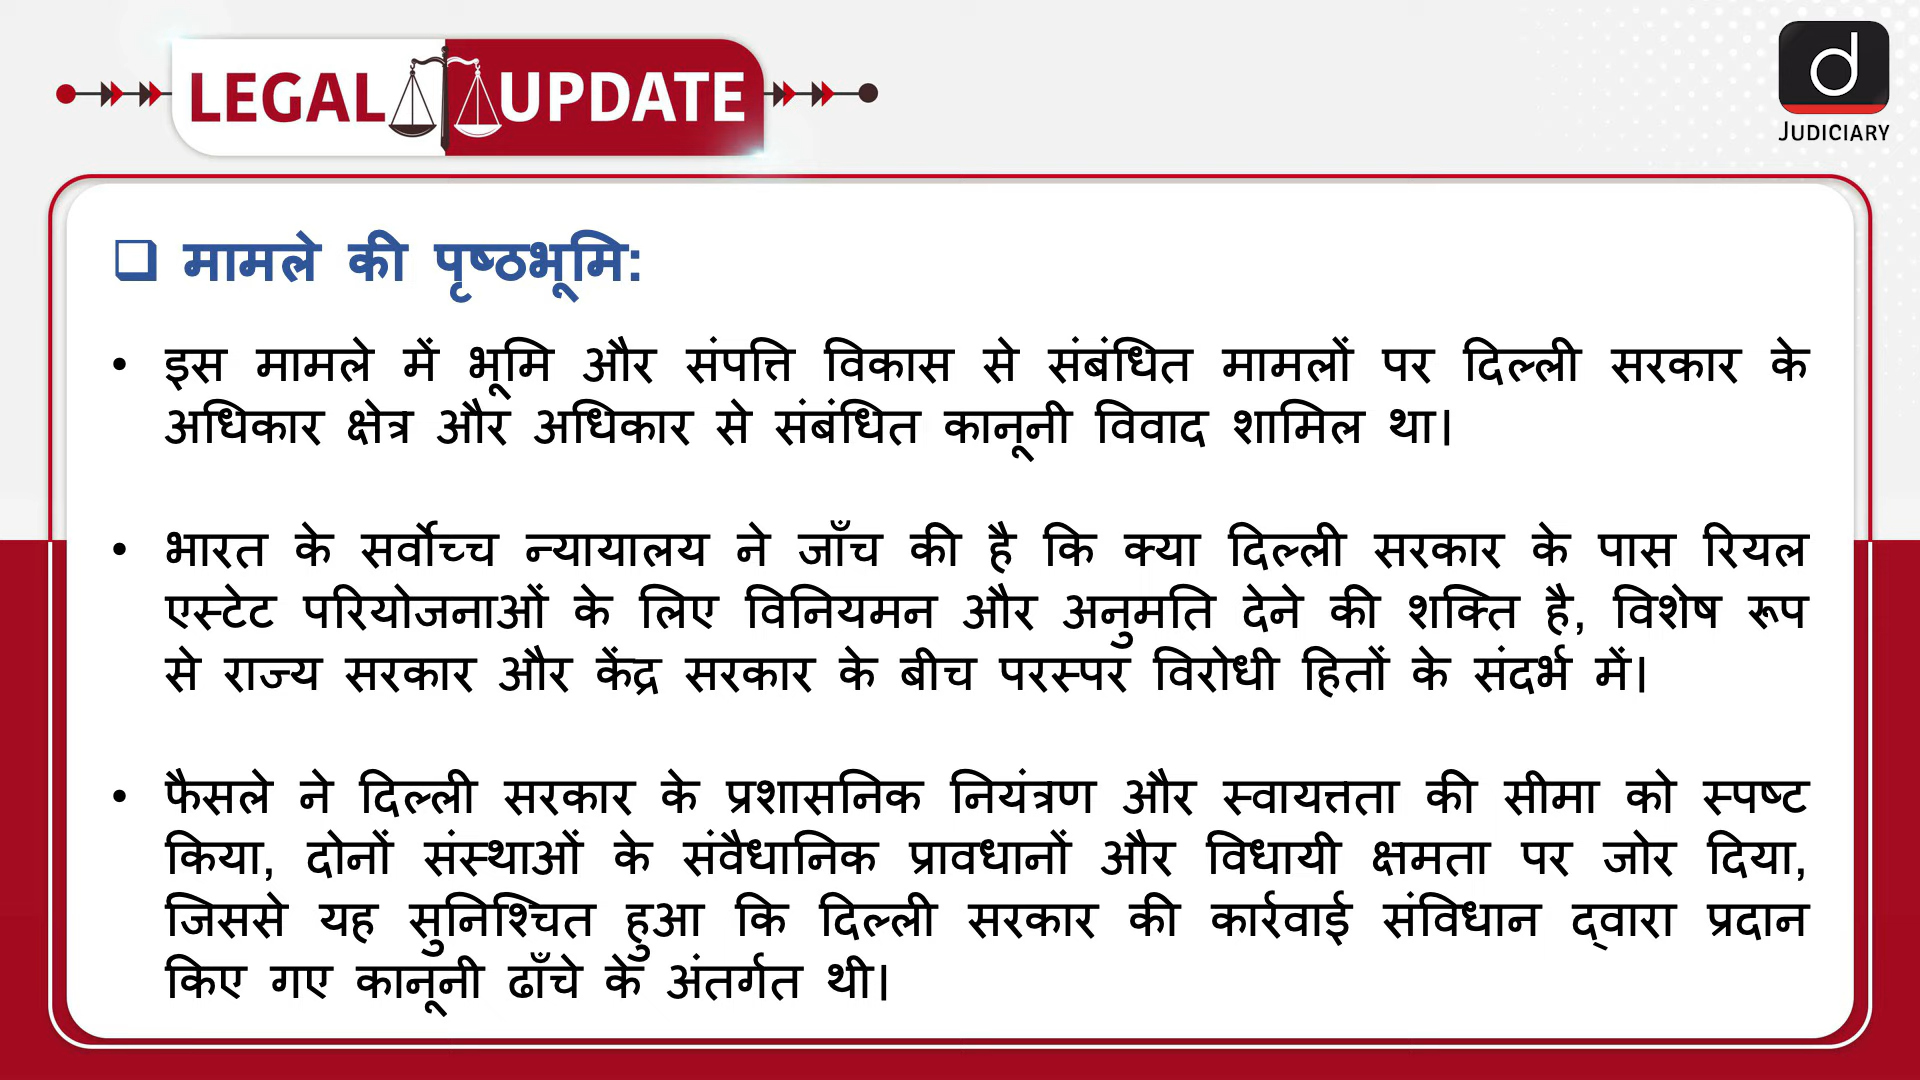 LEGAL UPDATE
d
JUDICIARY
❑ मामले की पृष्ठभूमि:
• इस मामले में भूमि और संपत्ति विकास से संबंधित मामलों पर दिल्ली सरकार के
अधिकार क्षेत्र और अधिकार से संबंधित कानूनी विवाद शामिल था।
• भारत के सर्वोच्च न्यायालय ने जाँच की है कि क्या दिल्ली सरकार के पास रियल
एस्टेट परियोजनाओं के लिए विनियमन और अनुमति देने की शक्ति है, विशेष रूप
से राज्य सरकार और केंद्र सरकार के बीच परस्पर विरोधी हितों के संदर्भ में।
• फैसले ने दिल्ली सरकार के प्रशासनिक नियंत्रण और स्वायत्तता की सीमा को स्पष्ट
किया, दोनों संस्थाओं के संवैधानिक प्रावधानों और विधायी क्षमता पर जोर दिया,
जिससे यह सुनिश्चित हुआ कि दिल्ली सरकार की कार्रवाई संविधान द्वारा प्रदान
किए गए कानूनी ढाँचे के अंतर्गत थी।